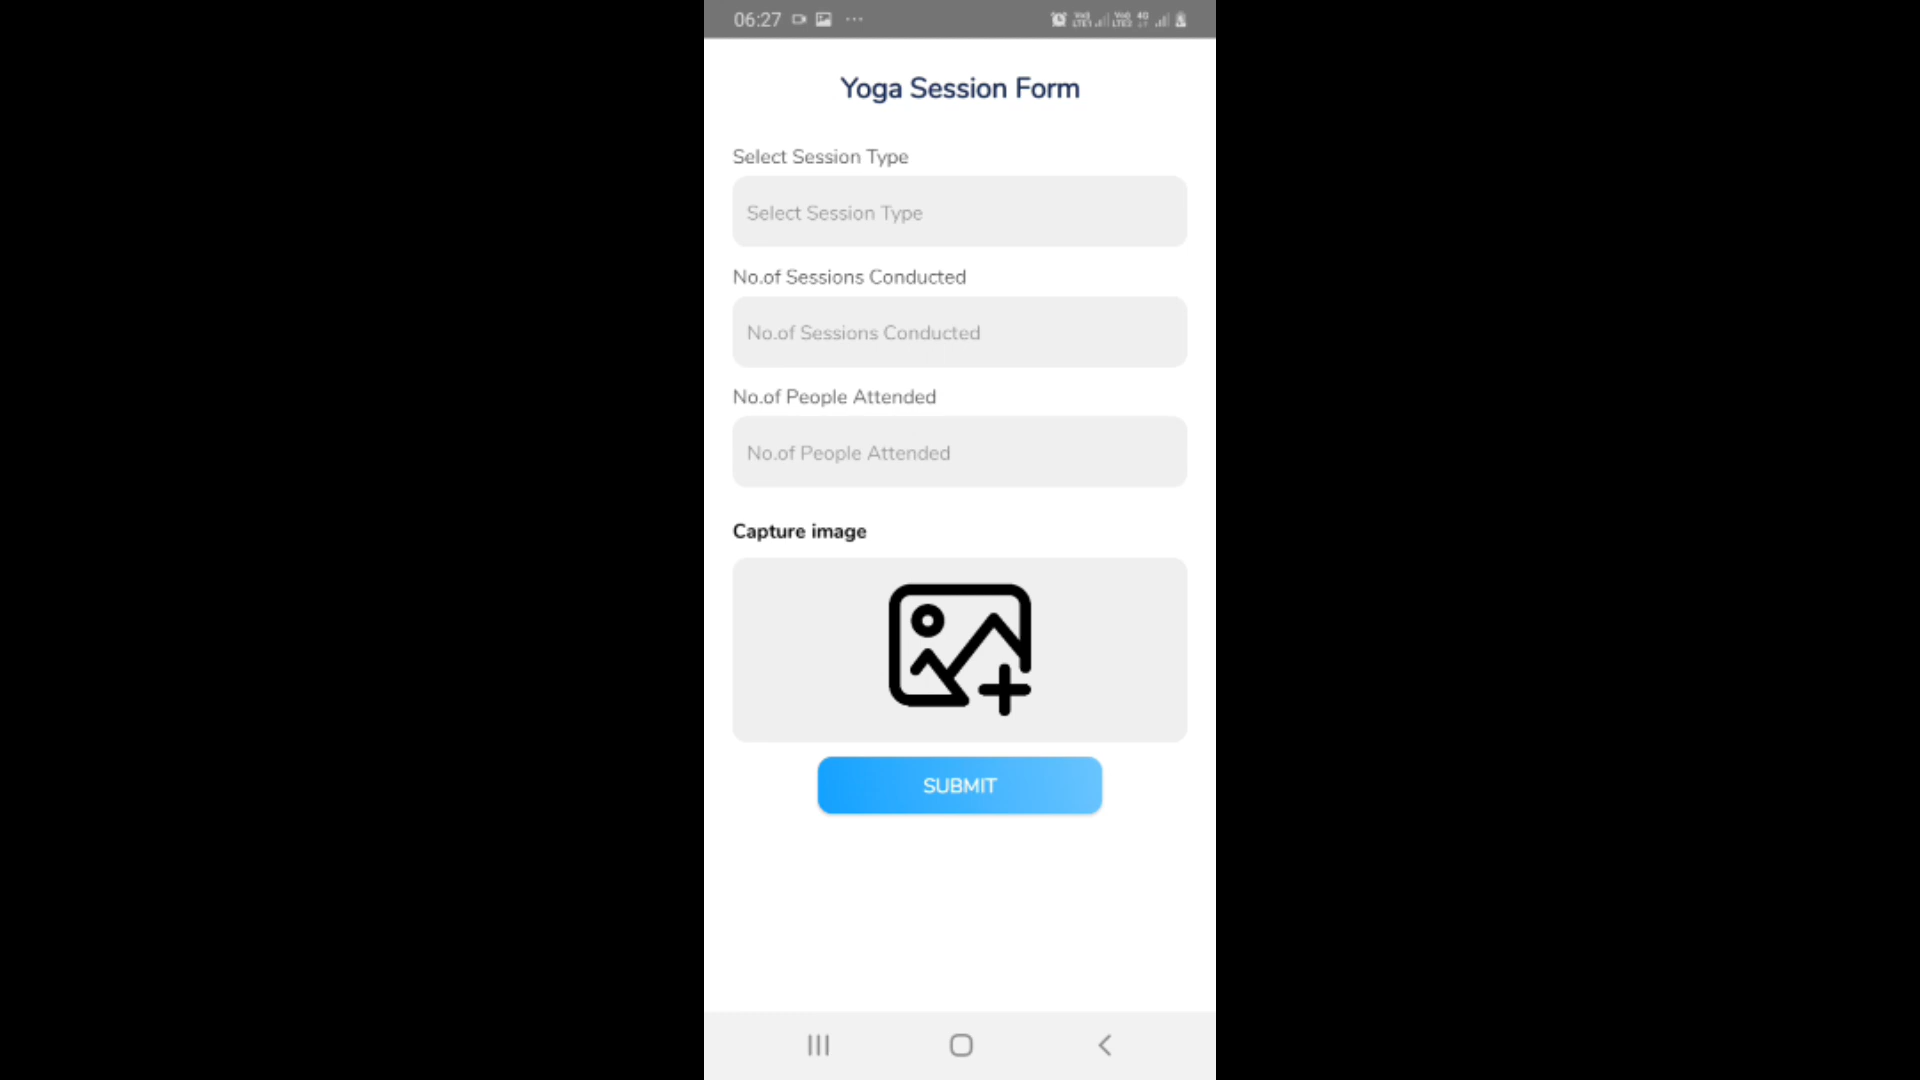 06:27
Yoga Session Form
Select Session Type
Select Session Type
No.of Sessions Conducted
No.of Sessions Conducted
No.of People Attended
No.of People Attended
Capture image
SUBMIT